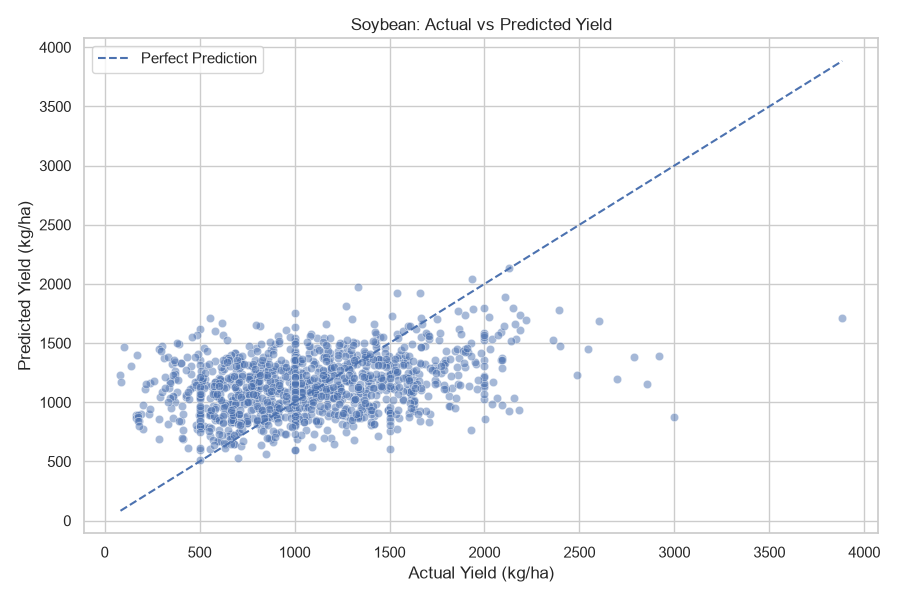 Soybean: Actual vs Predicted Yield
Perfect Prediction
Predicted Yield (kg/ha)
4000
3500
3000
2500
2000
1500
1000
500
0
0 500 1000 1500 2000 2500 3000 3500 4000
Actual Yield (kg/ha)